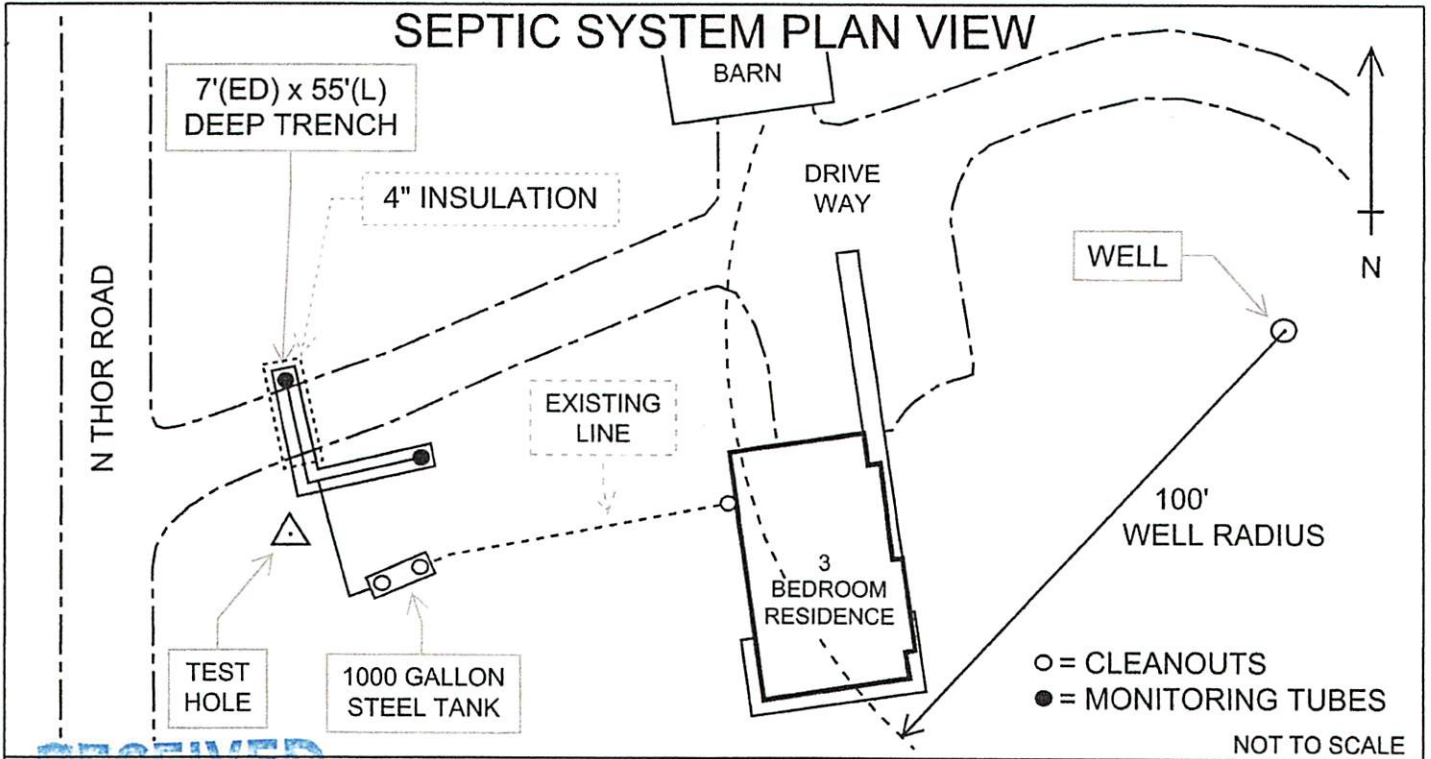 SEPTIC SYSTEM PLAN VIEW
BARN
7'(ED) x 55'(L)
DEEP TRENCH
4" INSULATION
DRIVE
WAY
WELL
N
N THOR ROAD
EXISTING
LINE
100'
WELL RADIUS
3
BEDROOM
RESIDENCE
TEST
HOLE
1000 GALLON
STEEL TANK
= CLEANOUTS
= MONITORING TUBES
NOT TO SCALE
RECEIVED